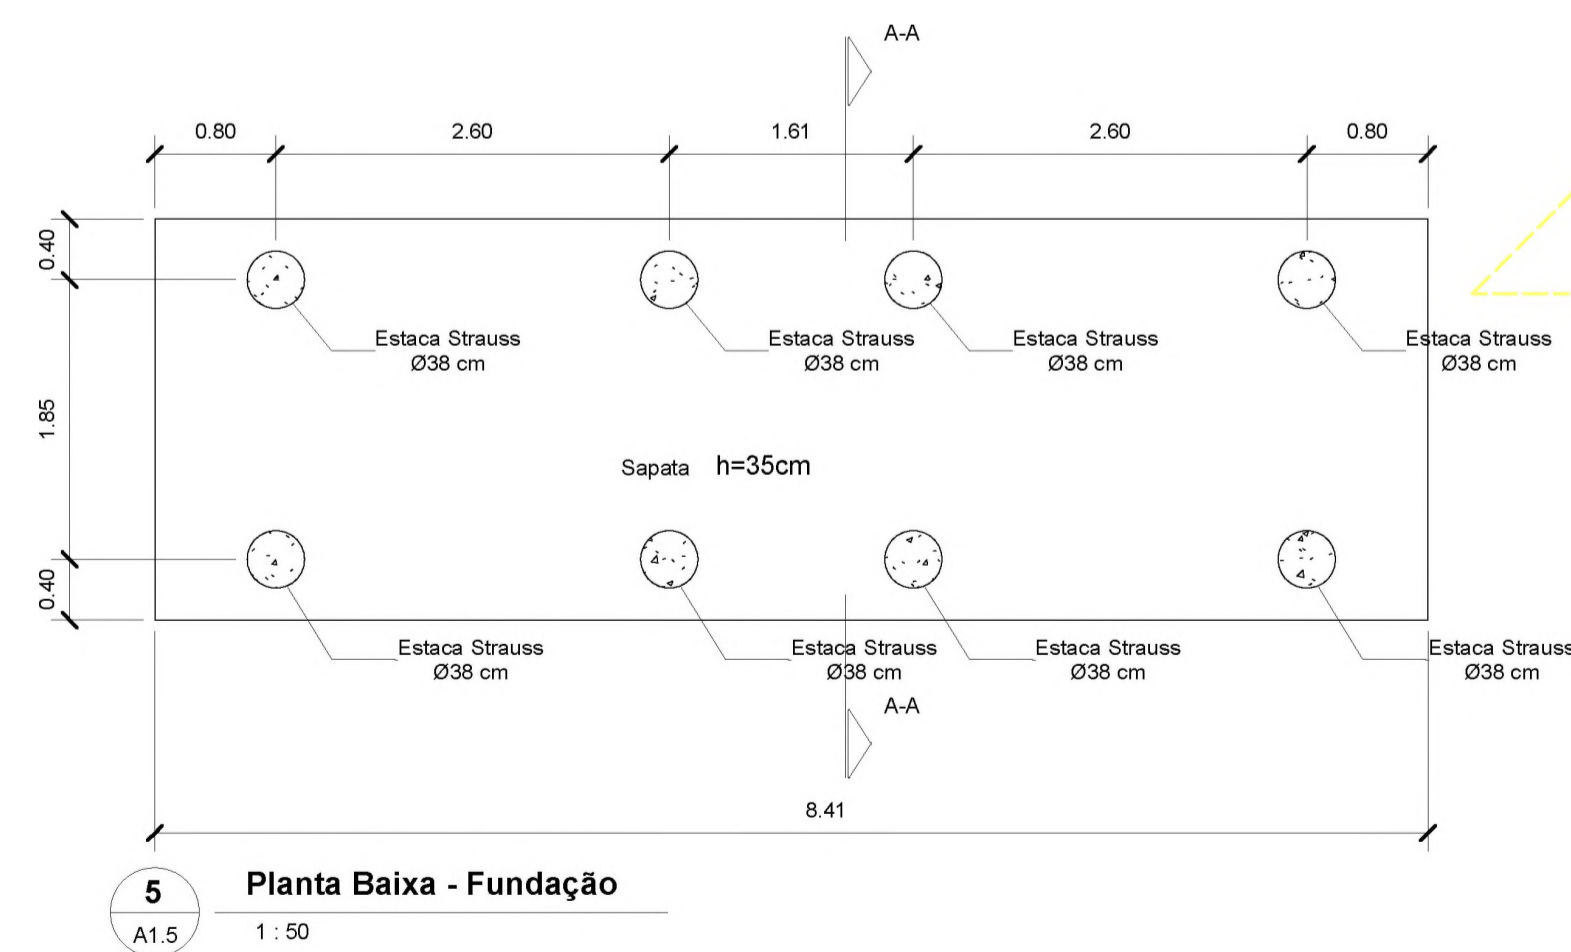 A-A
0.80
2.60
1.61
2.60
0.80
0.40
Estaca Strauss
Ø38 cm
Estaca Strauss
Ø38 cm
Estaca Strauss
Ø38 cm
Estaca Strauss
Ø38 cm
1.85
Sapata h=35cm
0.40
Estaca Strauss
Ø38 cm
Estaca Strauss
Ø38 cm
Estaca Strauss
Ø38 cm
Estaca Strauss
Ø38 cm
A-A
8.41
5
Planta Baixa - Fundação
A1.5
1 : 50